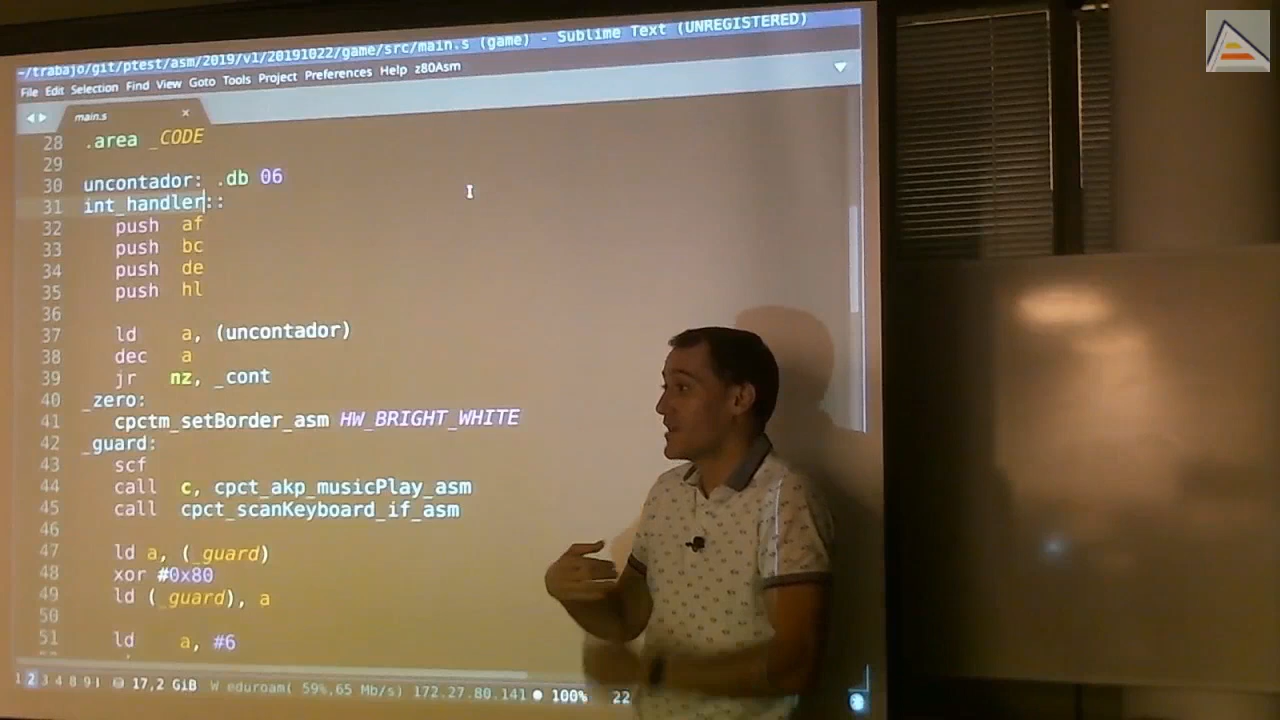 ~/trabajo/git/ptest/asm/2019/v1/20191022/game/src/main.s (game) - Sublime Text (UNREGISTERED)
File Edit Selection Find View Goto Tools Project Preferences Help z80Asm
main.s ×
28 .area _CODE
29
30 uncontador: .db 06
31 int_handler::
32 push af
33 push bc
34 push de
35 push hl
36
37 ld a, (uncontador)
38 dec a
39 jr nz, _cont
40 _zero:
41 cpctm_setBorder_asm HW_BRIGHT_WHITE
42 _guard:
43 scf
44 call c, cpct_akp_musicPlay_asm
45 call cpct_scanKeyboard_if_asm
46
47 ld a, (_guard)
48 xor #0x80
49 ld (_guard), a
50
51 ld a, #6
1 2 3 4 8 9 17,2 GiB W eduroam( 59%,65 Mb/s) 172.27.80.141 100% 22